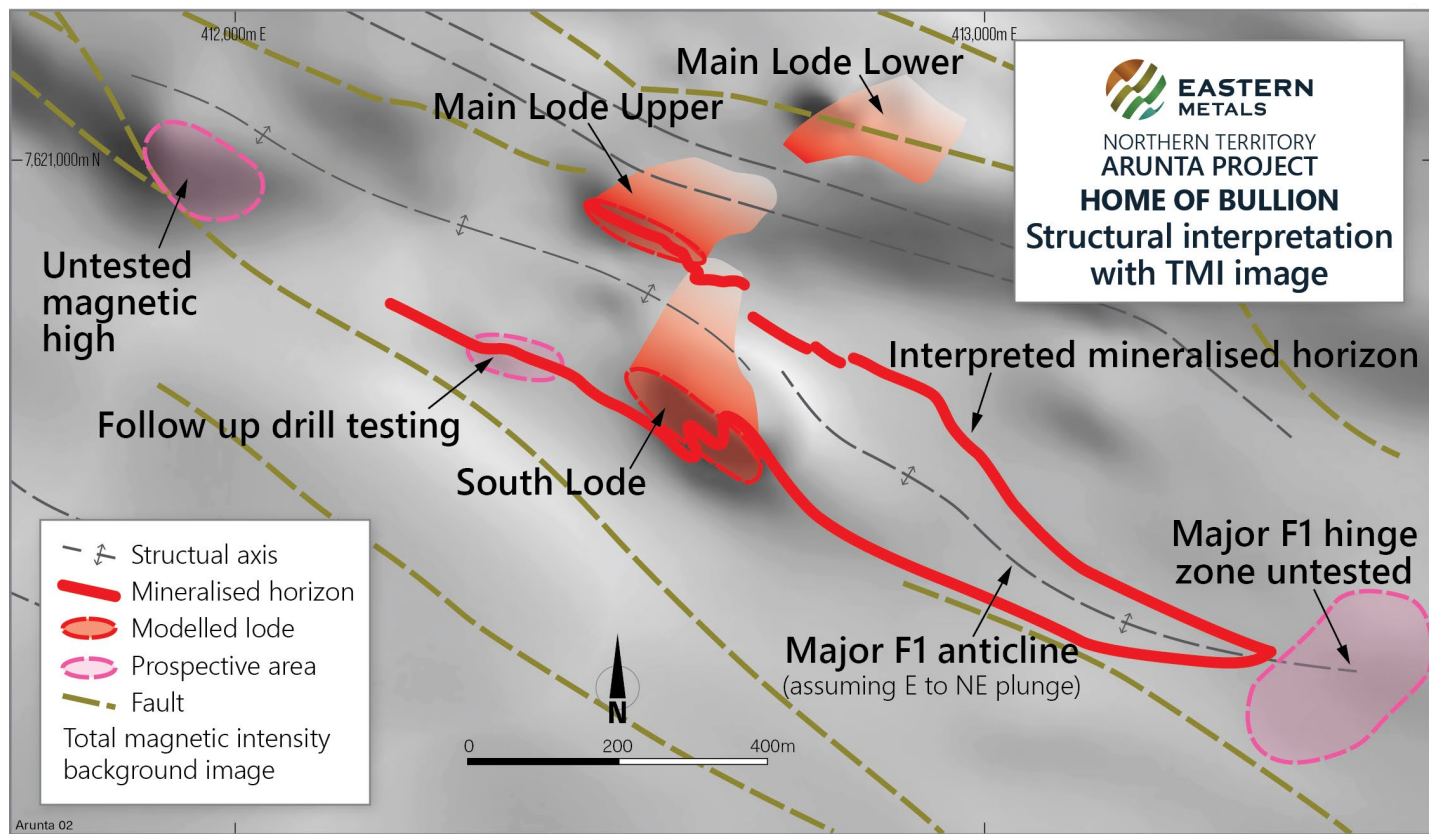 412,000m E
413,000m E
Main Lode Lower
Main Lode Upper
EASTERN
METALS
NORTHERN TERRITORY
ARUNTA PROJECT
HOME OF BULLION
Structural interpretation
with TMI image
7,621,000m N
Untested
magnetic
high
Interpreted mineralised horizon
Follow up drill testing
South Lode
Major F1 hinge
zone untested
Structual axis
Mineralised horizon
Modelled lode
Prospective area
Fault
Total magnetic intensity
background image
Major F1 anticline
(assuming E to NE plunge)
N
0 200 400m
Arunta 02